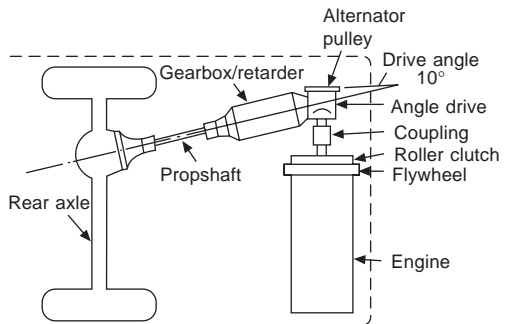 Alternator
pulley
Drive angle
10°
Gearbox/retarder
Angle drive
Coupling
Roller clutch
Propshaft
Flywheel
Rear axle
Engine